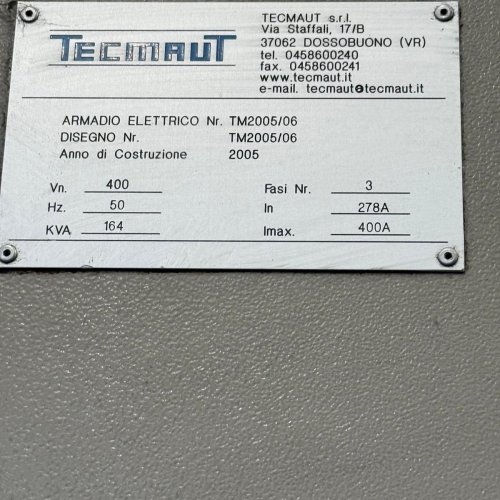 TECMAUT
TECMAUT s.r.l.
Via Staffali, 17/B
37062 DOSSOBUONO (VR)
tel. 0458600240
fax. 0458600241
www.tecmaut.it
e-mail. tecmaut@tecmaut.it
ARMADIO ELETTRICO Nr. TM2005/06
DISEGNO Nr. TM2005/06
Anno di Costruzione 2005
Vn. 400 Fasi Nr. 3
Hz. 50 In 278A
KVA 164 Imax. 400A